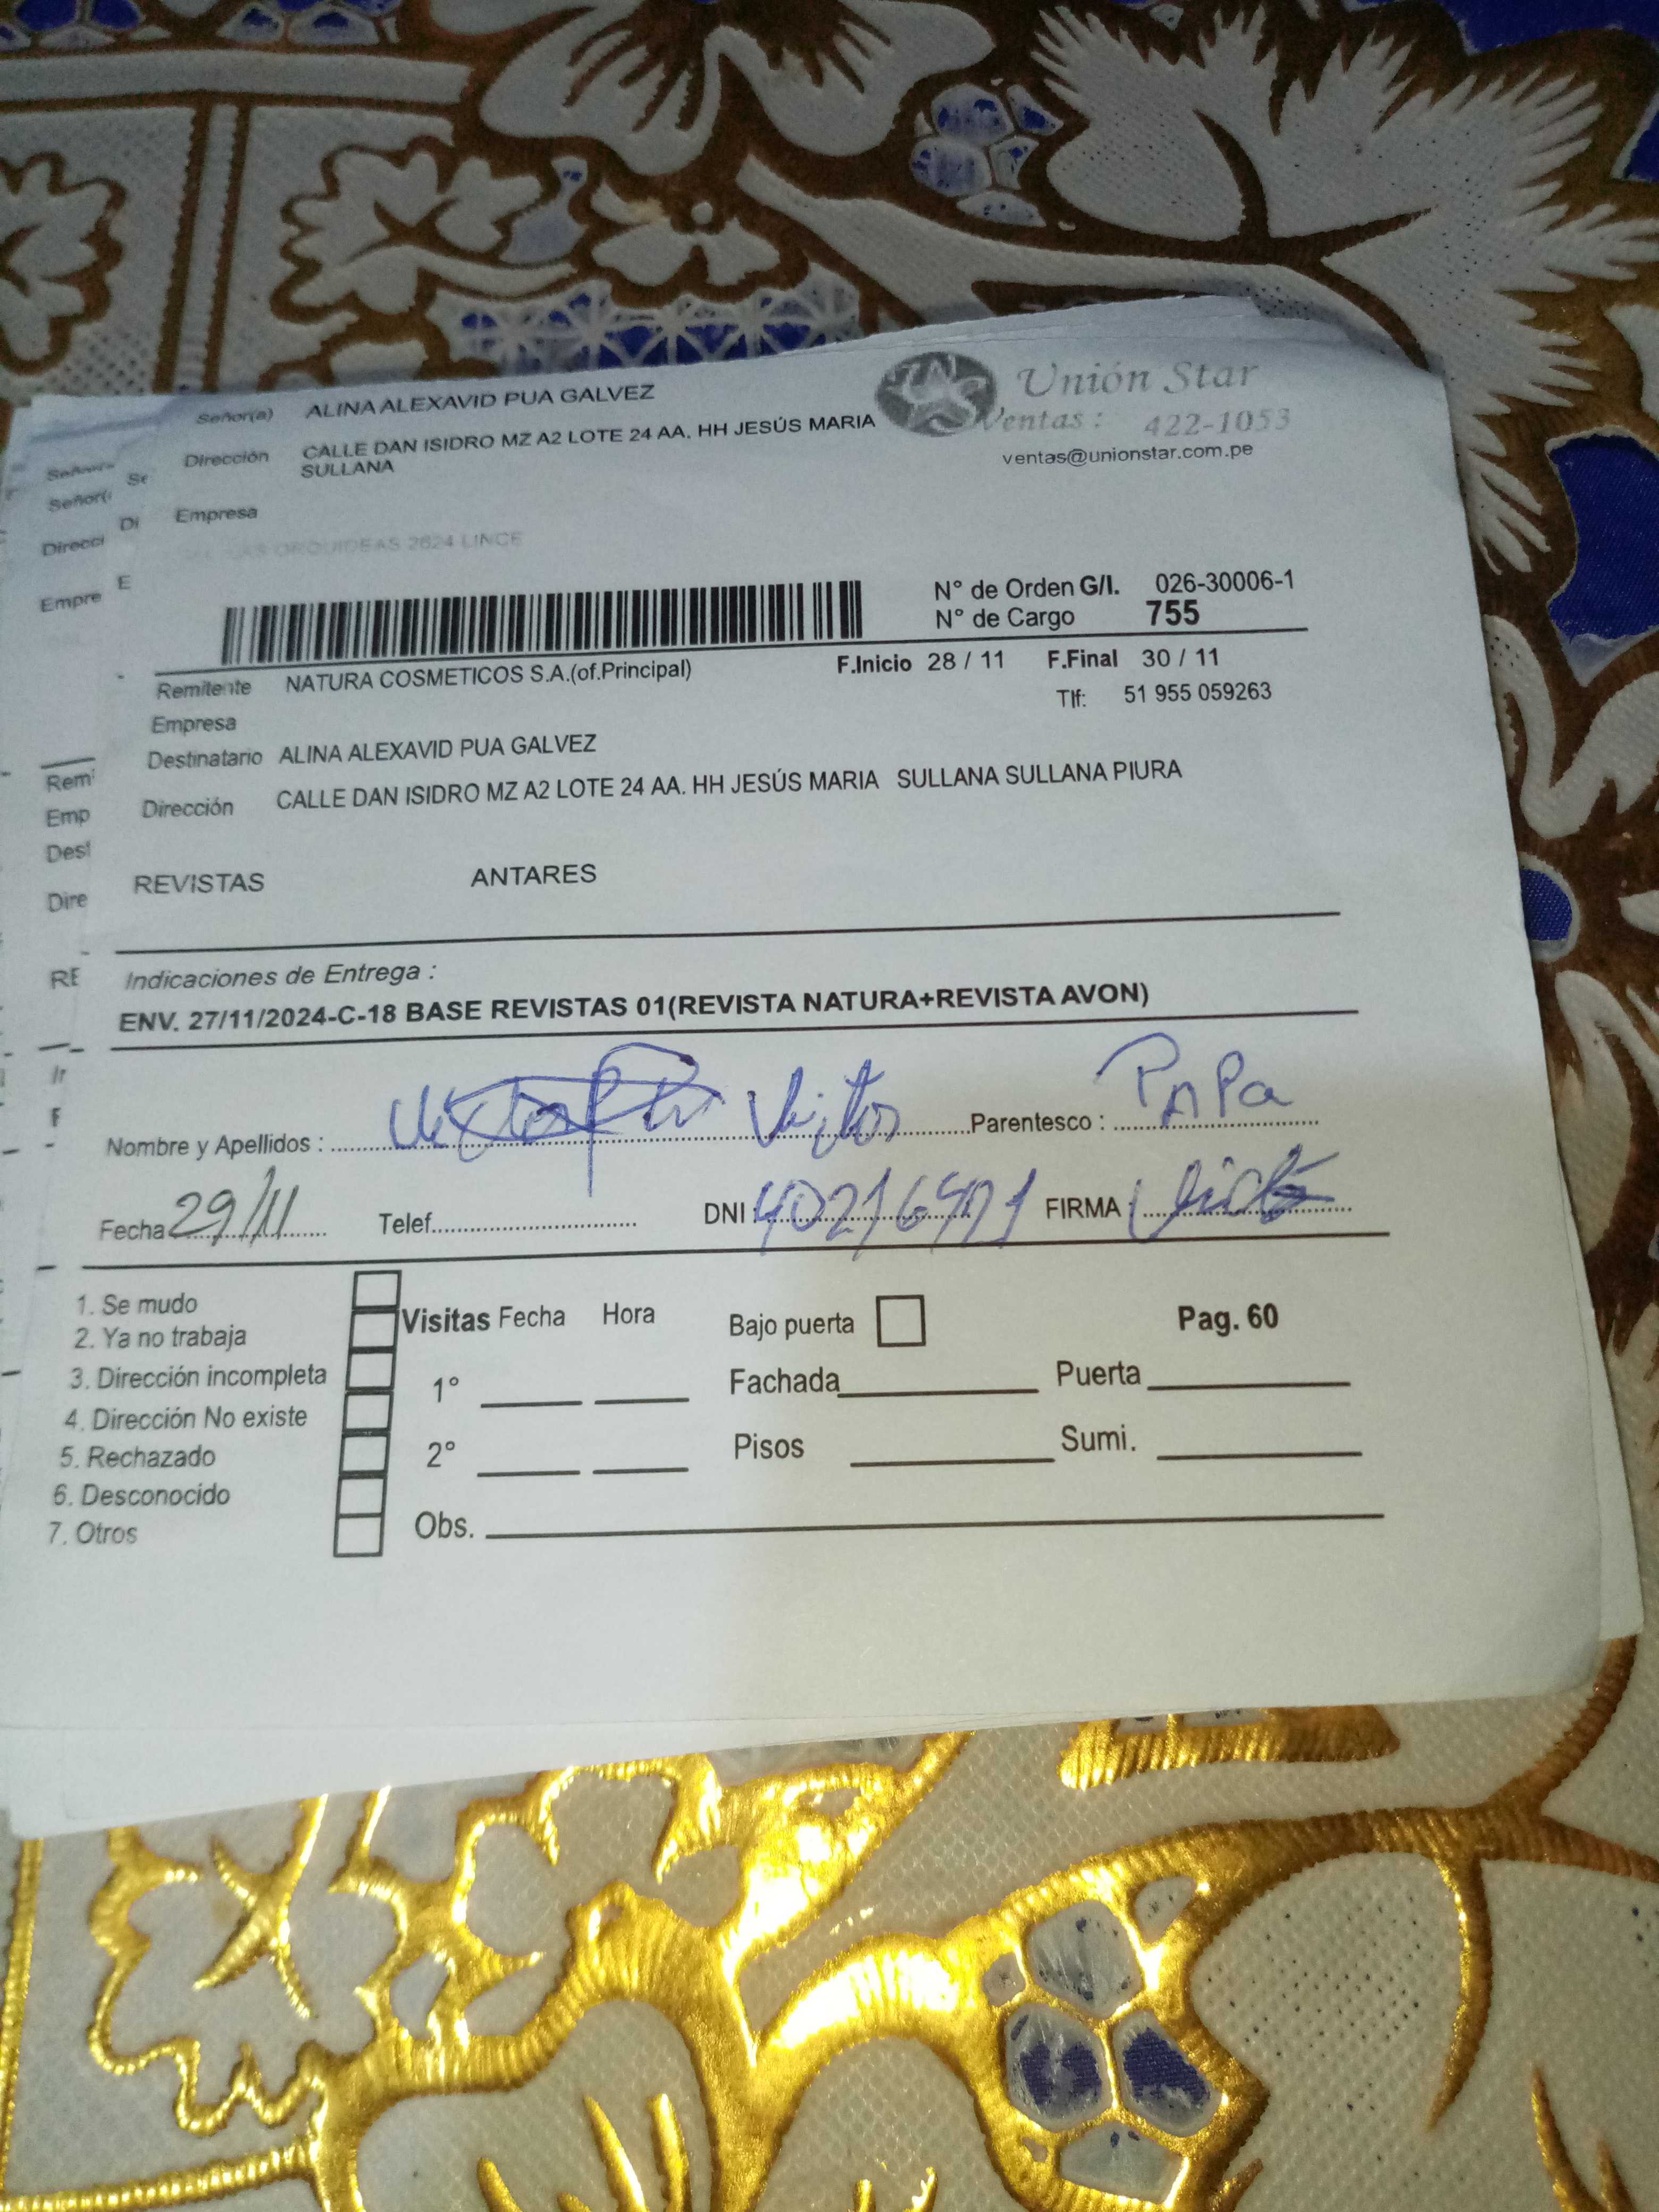 Señor(a) ALINA ALEXAVID PUA GALVEZ
Dirección CALLE DAN ISIDRO MZ A2 LOTE 24 AA. HH JESÚS MARIA
SULLANA
Empresa
Unión Star
Ventas : 422-1053
ventas@unionstar.com.pe
ORQUIDEAS 2624 LINCE
N° de Orden G/I. 026-30006-1
N° de Cargo 755
Remitente NATURA COSMETICOS S.A.(of.Principal) F.Inicio 28 / 11 F.Final 30 / 11
Empresa Tlf: 51 955 059263
Destinatario ALINA ALEXAVID PUA GALVEZ
Dirección CALLE DAN ISIDRO MZ A2 LOTE 24 AA. HH JESÚS MARIA SULLANA SULLANA PIURA
REVISTAS ANTARES
Indicaciones de Entrega :
ENV. 27/11/2024-C-18 BASE REVISTAS 01(REVISTA NATURA+REVISTA AVON)
Nombre y Apellidos : Parentesco : PAPa
Fecha 29/11 Telef. DNI : FIRMA :
1. Se mudo
2. Ya no trabaja
3. Dirección incompleta
4. Dirección No existe
5. Rechazado
6. Desconocido
7. Otros
Visitas Fecha Hora Bajo puerta Pag. 60
1° Fachada Puerta
2° Pisos Sumi.
Obs.